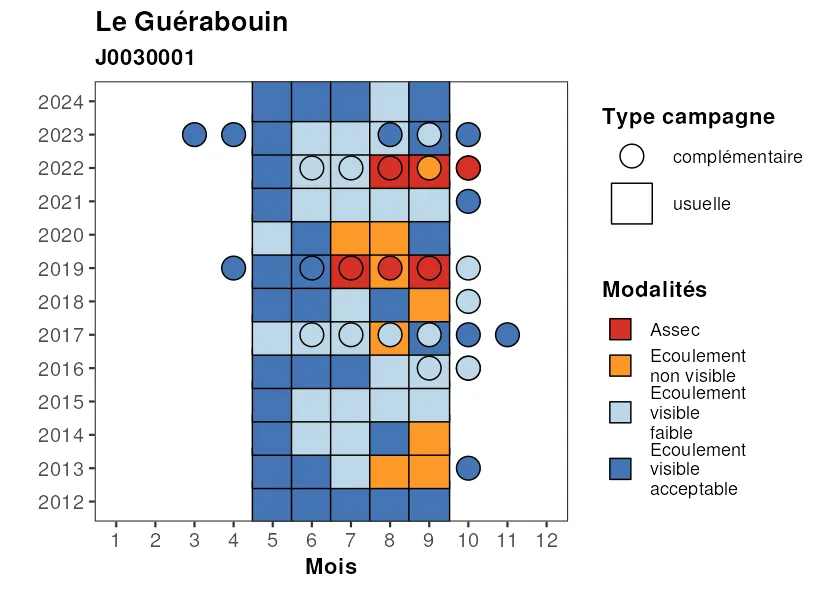 Le Guérabouin
J0030001
2024
2023
2022
2021
2020
2019
2018
2017
2016
2015
2014
2013
2012
1 2 3 4 5 6 7 8 9 10 11 12
Mois
Type campagne
complémentaire
usuelle
Modalités
Assec
Ecoulement
non visible
Ecoulement
visible
faible
Ecoulement
visible
acceptable